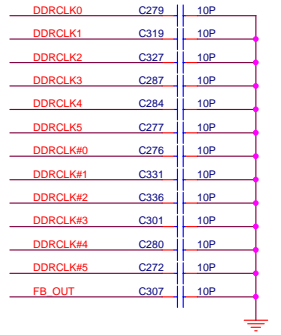 DDRCLK0 C279 10P
DDRCLK1 C319 10P
DDRCLK2 C327 10P
DDRCLK3 C287 10P
DDRCLK4 C284 10P
DDRCLK5 C277 10P
DDRCLK#0 C276 10P
DDRCLK#1 C331 10P
DDRCLK#2 C336 10P
DDRCLK#3 C301 10P
DDRCLK#4 C280 10P
DDRCLK#5 C272 10P
FB_OUT C307 10P